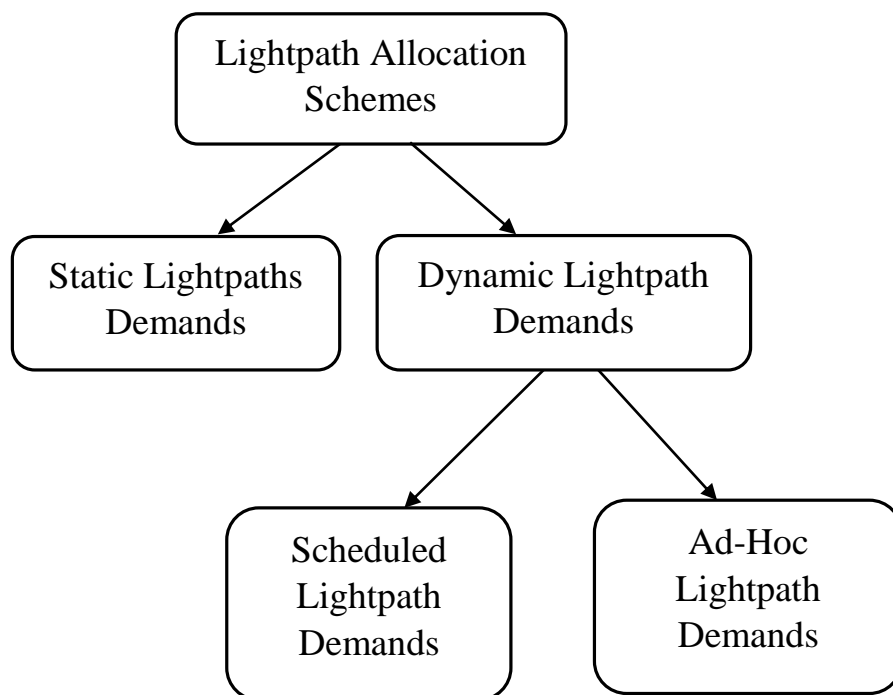 Lightpath Allocation
Schemes
Static Lightpaths
Demands
Dynamic Lightpath
Demands
Scheduled
Lightpath
Demands
Ad-Hoc
Lightpath
Demands